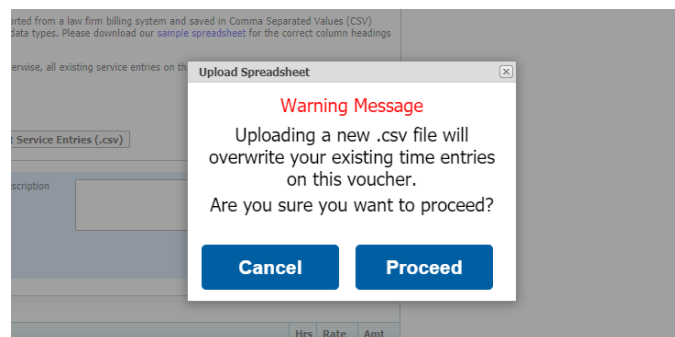 orted from a law firm billing system and saved in Comma Separated Values (CSV)
data types. Please download our sample spreadsheet for the correct column headings
erwise, all existing service entries on th
Upload Spreadsheet
Warning Message
Uploading a new .csv file will
overwrite your existing time entries
on this voucher.
Are you sure you want to proceed?
Service Entries (.csv)
scription
Cancel
Proceed
Hrs Rate Amt